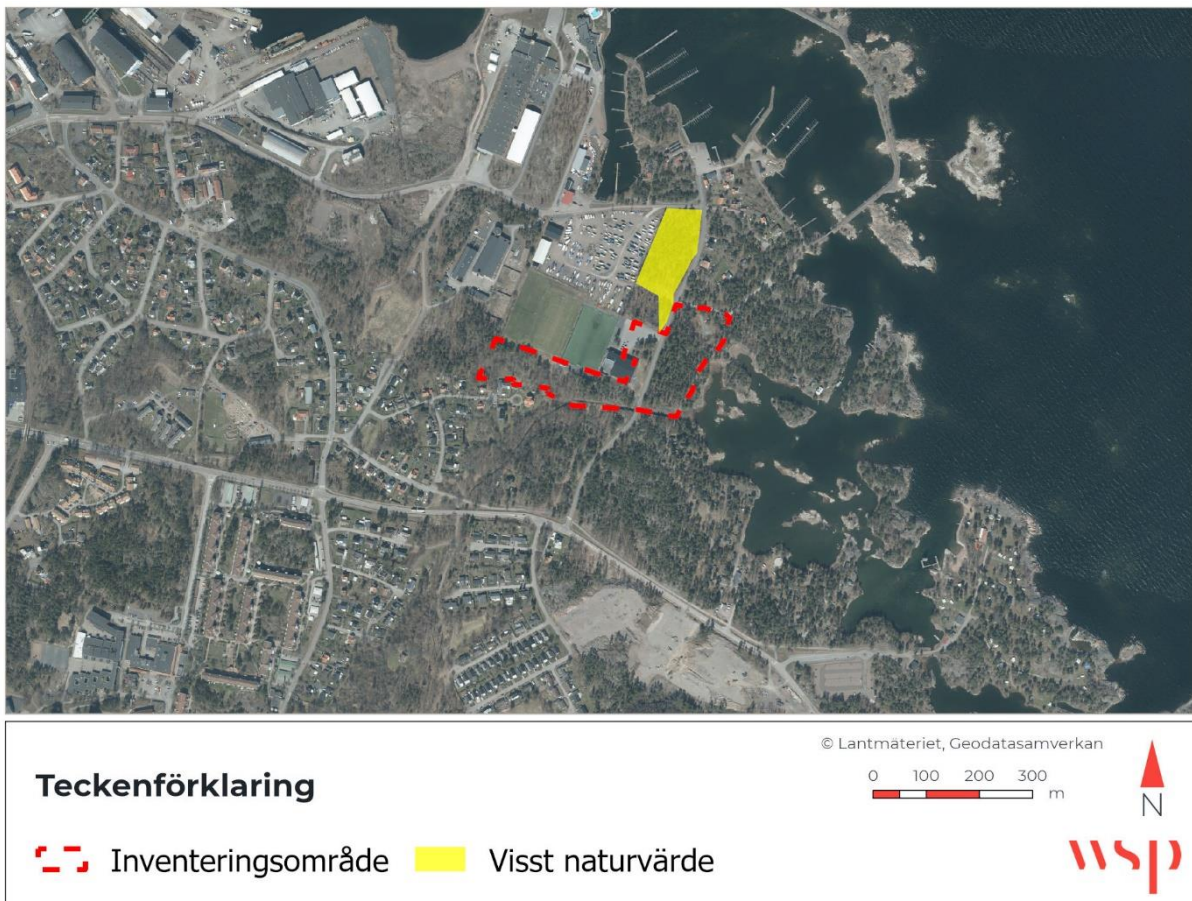 © Lantmäteriet, Geodatasamverkan
Teckenförklaring
0 100 200 300
m
N
Inventeringsområde
Visst naturvärde
wsp